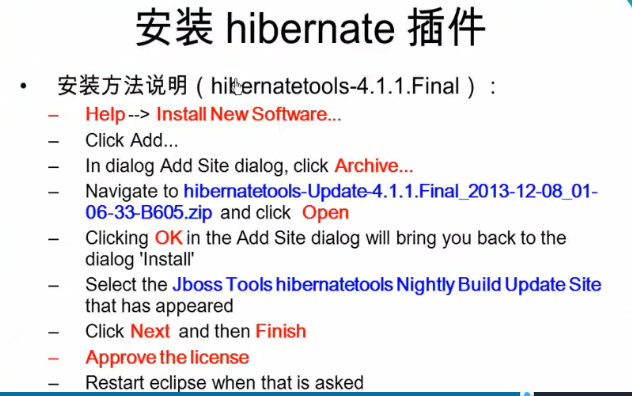 安装 hibernate 插件
• 安装方法说明（hibernatetools-4.1.1.Final）：
– Help --> Install New Software...
– Click Add...
– In dialog Add Site dialog, click Archive...
– Navigate to hibernatetools-Update-4.1.1.Final_2013-12-08_01-
06-33-B605.zip and click Open
– Clicking OK in the Add Site dialog will bring you back to the
dialog 'Install'
– Select the Jboss Tools hibernatetools Nightly Build Update Site
that has appeared
– Click Next and then Finish
– Approve the license
– Restart eclipse when that is asked